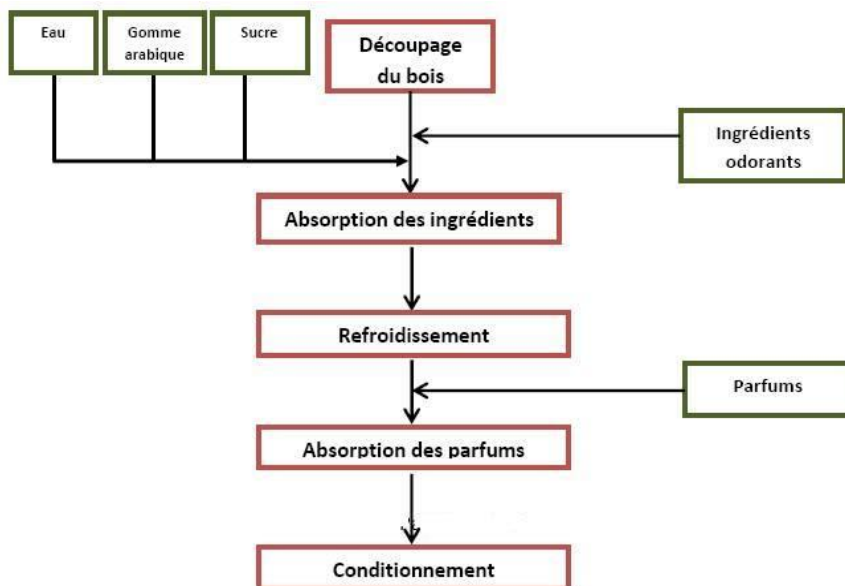 Eau
Gomme
arabique
Sucre
Découpage
du bois
Ingrédients
odorants
Absorption des ingrédients
Refroidissement
Parfums
Absorption des parfums
Conditionnement